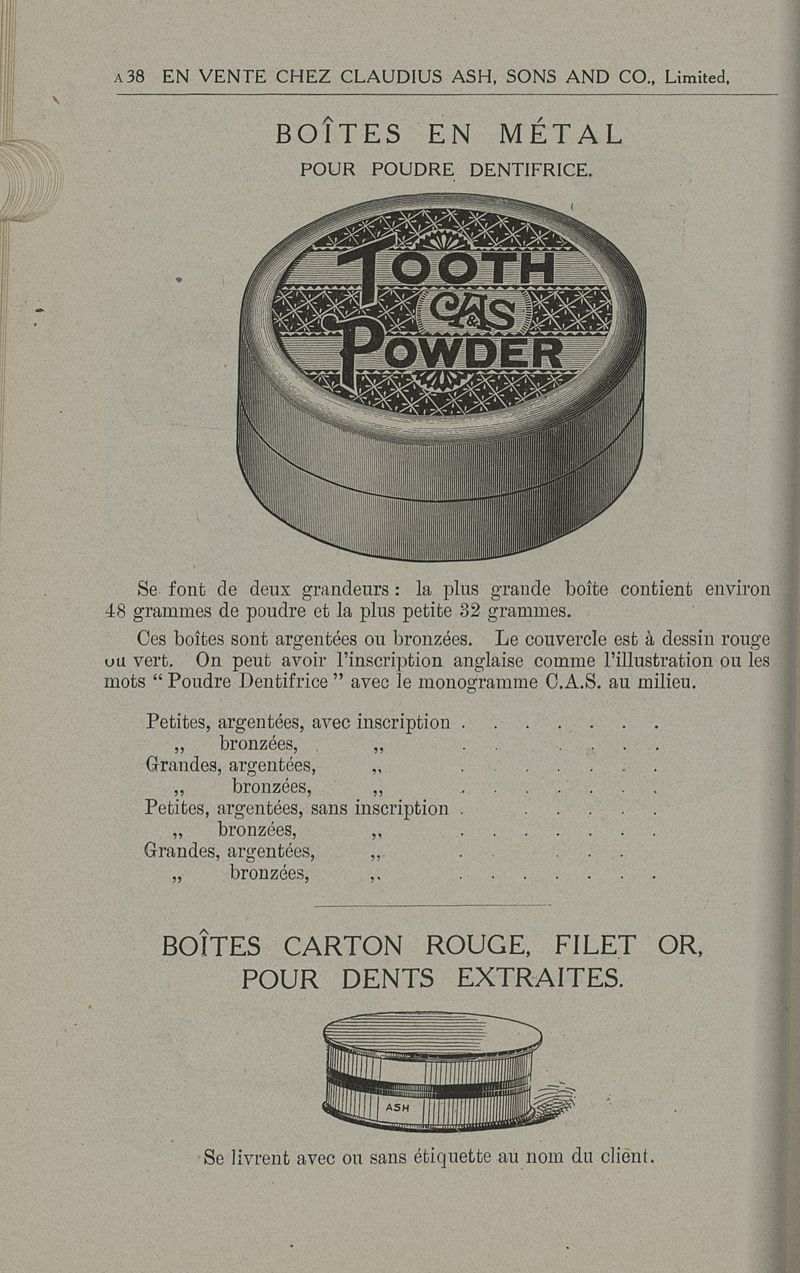 A 38 EN VENTE CHEZ CLAUDIUS ASH, SONS AND CO., Limited,
BOÎTES EN MÉTAL
POUR POUDRE DENTIFRICE.
TOOTH
C A & S
POWDER
Se font de deux grandeurs : la plus grande boîte contient environ
48 grammes de poudre et la plus petite 32 grammes.
Ces boîtes sont argentées ou bronzées. Le couvercle est à dessin rouge
ou vert. On peut avoir l'inscription anglaise comme l'illustration ou les
mots “ Poudre Dentifrice ” avec le monogramme C.A.S. au milieu.
Petites, argentées, avec inscription . . . . . . .
„ bronzées, „ . . . . . .
Grandes, argentées, „ . . . . . . .
„ bronzées, „ . . . . . . .
Petites, argentées, sans inscription . . . . . .
„ bronzées, „ . . . . . . .
Grandes, argentées, „ . . . . .
„ bronzées, „ . . . . . . .
BOÎTES CARTON ROUGE, FILET OR,
POUR DENTS EXTRAITES.
ASH
Se livrent avec ou sans étiquette au nom du client.